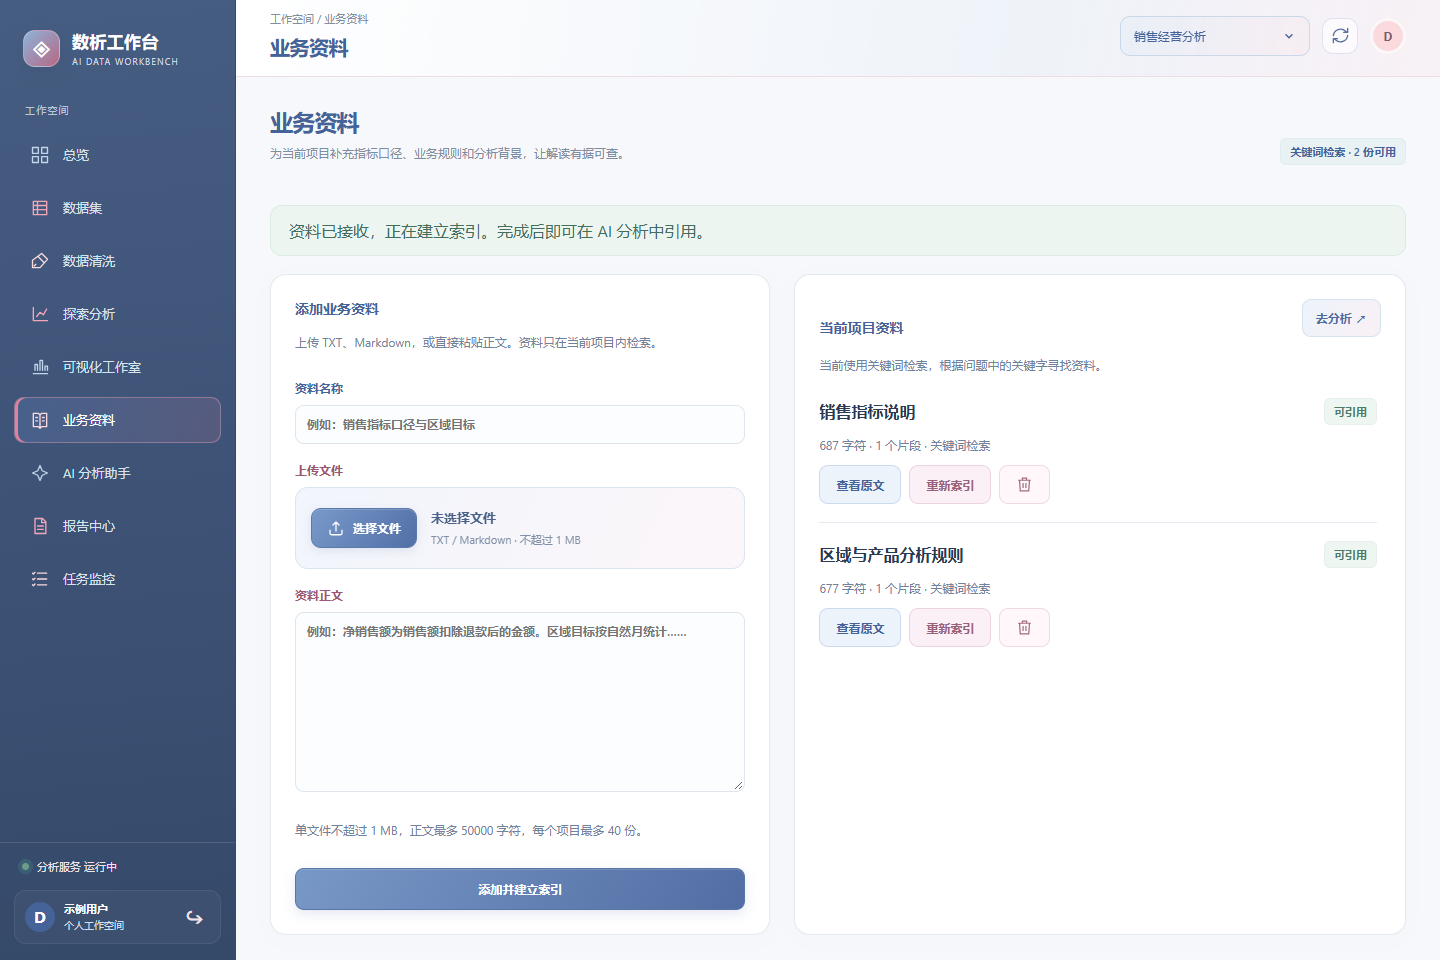 数析工作台
AI DATA WORKBENCH
工作空间
总览
数据集
数据清洗
探索分析
可视化工作室
业务资料
AI 分析助手
报告中心
任务监控
分析服务 运行中
D
示例用户
个人工作空间
工作空间 / 业务资料
业务资料
销售经营分析
D
业务资料
为当前项目补充指标口径、业务规则和分析背景，让解读有据可查。
关键词检索 · 2 份可用
资料已接收，正在建立索引。完成后即可在 AI 分析中引用。
添加业务资料
上传 TXT、Markdown，或直接粘贴正文。资料只在当前项目内检索。
资料名称
例如：销售指标口径与区域目标
上传文件
选择文件
未选择文件
TXT / Markdown · 不超过 1 MB
资料正文
例如：净销售额为销售额扣除退款后的金额。区域目标按自然月统计……
单文件不超过 1 MB，正文最多 50000 字符，每个项目最多 40 份。
添加并建立索引
当前项目资料
去分析 ↗
当前使用关键词检索，根据问题中的关键字寻找资料。
销售指标说明
可引用
687 字符 · 1 个片段 · 关键词检索
查看原文
重新索引
区域与产品分析规则
可引用
677 字符 · 1 个片段 · 关键词检索
查看原文
重新索引